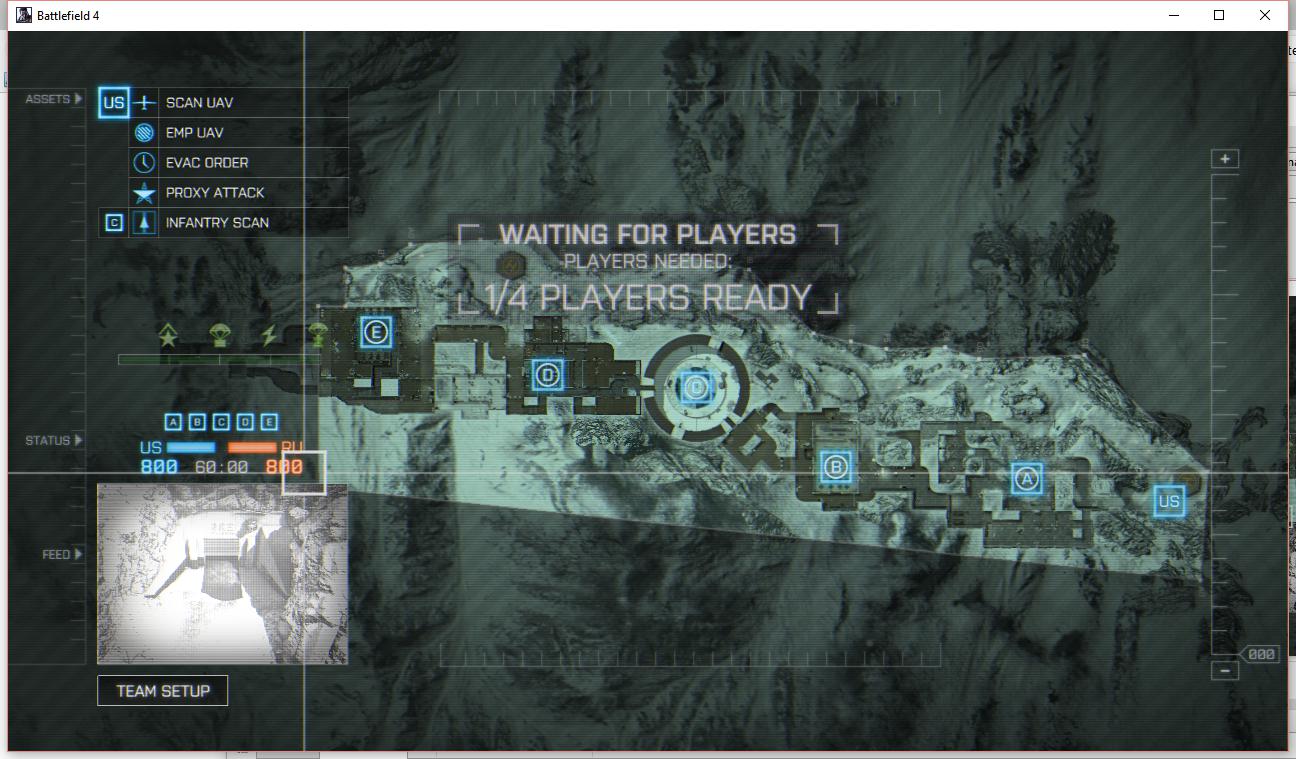 Battlefield 4
ASSETS
US SCAN UAV
EMP UAV
EVAC ORDER
PROXY ATTACK
C INFANTRY SCAN
WAITING FOR PLAYERS
PLAYERS NEEDED:
1/4 PLAYERS READY
E
D
D
B
A
US
A B C D E
STATUS
US RU
800 60:00 800
FEED
000
TEAM SETUP